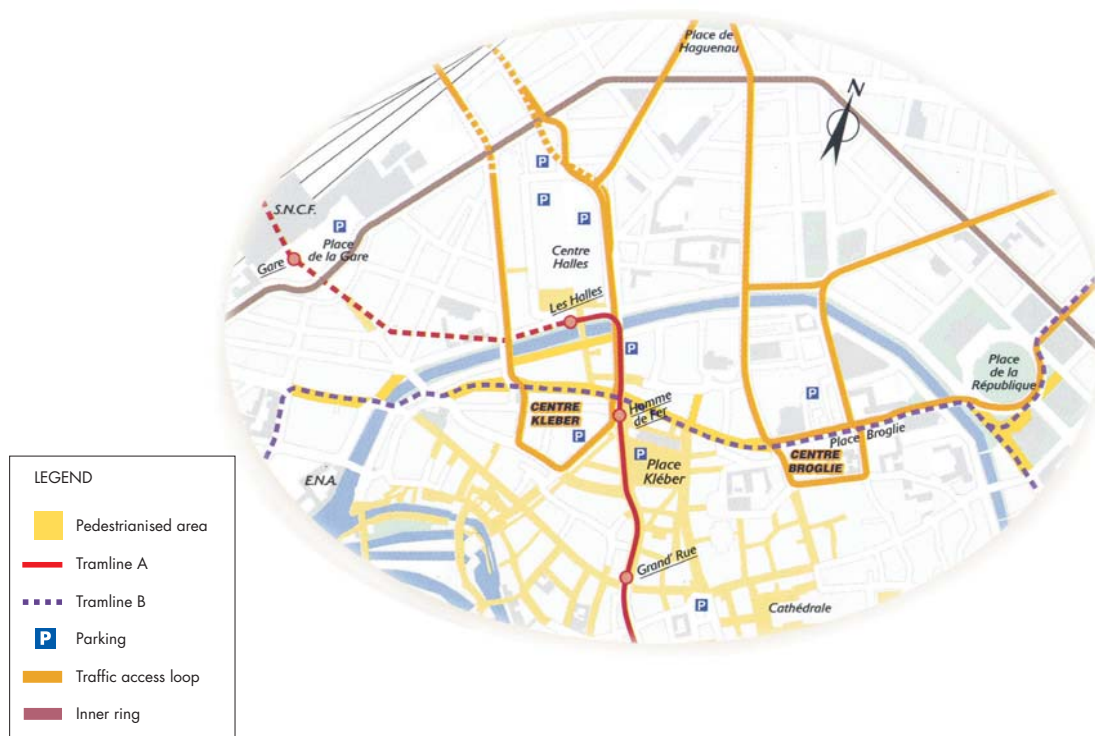 Place de
Haguenau
N
P
S.N.C.F.
P
P
P
P
Place
de la Gare
Gare
Centre
Halles
Les Halles
P
Place
de la
République
P
CENTRE
KLEBER
Homme
de Fer
P
Place Broglie
P
CENTRE
BROGLIE
Place
Kléber
E.N.A.
Grand' Rue
P
Cathédrale
LEGEND
Pedestrianised area
Tramline A
Tramline B
P Parking
Traffic access loop
Inner ring